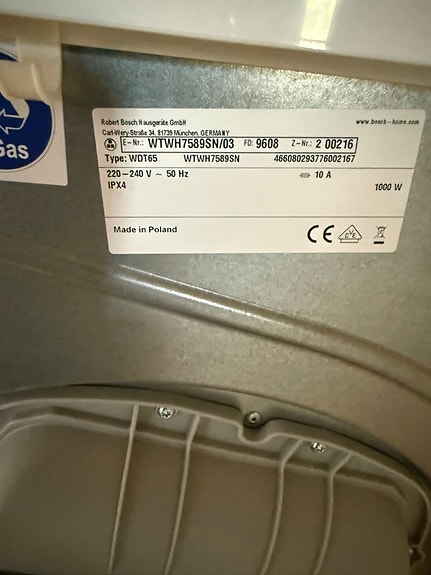 Robert Bosch Hausgeräte GmbH
www.bosch-home.com
Carl-Wery-Straße 34, 81739 München, GERMANY
E-Nr.: WTWH7589SN/03 FD: 9608 Z-Nr.: 2 00216
Type: WDT65 WTWH7589SN 466080293776002167
220-240 V ~ 50 Hz 10 A
IPX4 1000 W
Made in Poland
CE
Gas